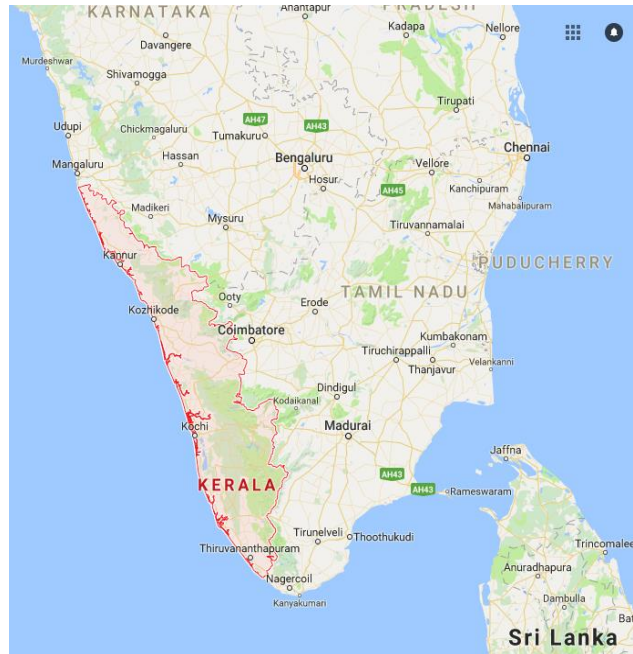 KARNATAKA
Anantapur
PRADESH
Kadapa
Nellore
Davangere
Murdeshwar
Shivamogga
Tirupati
AH47
AH43
Udupi
Chickmagaluru
Tumakuru
Chennai
Hassan
Bengaluru
Vellore
Mangaluru
Hosur
AH45
Kanchipuram
Mahabalipuram
Madikeri
Mysuru
Tiruvannamalai
Kannur
PUDUCHERRY
Ooty
TAMIL NADU
Erode
Kozhikode
Coimbatore
Kumbakonam
Tiruchirappalli
Thanjavur
Velankanni
Dindigul
Kodaikanal
Kochi
Madurai
Jaffna
AH43
KERALA
AH43
Rameswaram
Tirunelveli
Thoothukudi
Thiruvananthapuram
Trincomalee
Anuradhapura
Nagercoil
Kanyakumari
Dambulla
Bat
Sri Lanka